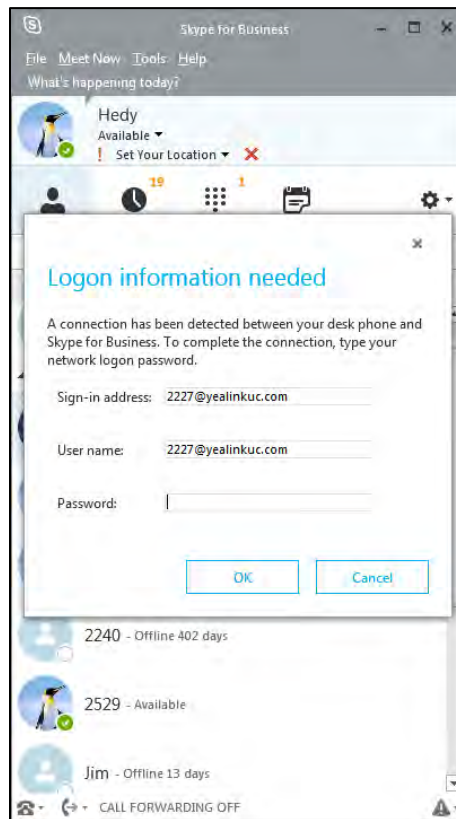 Skype for Business
File Meet Now Tools Help
What's happening today?
Hedy
Available
! Set Your Location
19 1
Logon information needed
A connection has been detected between your desk phone and
Skype for Business. To complete the connection, type your
network logon password.
Sign-in address: 2227@yealinkuc.com
User name: 2227@yealinkuc.com
Password:
OK Cancel
2240 - Offline 402 days
2529 - Available
Jim - Offline 13 days
CALL FORWARDING OFF